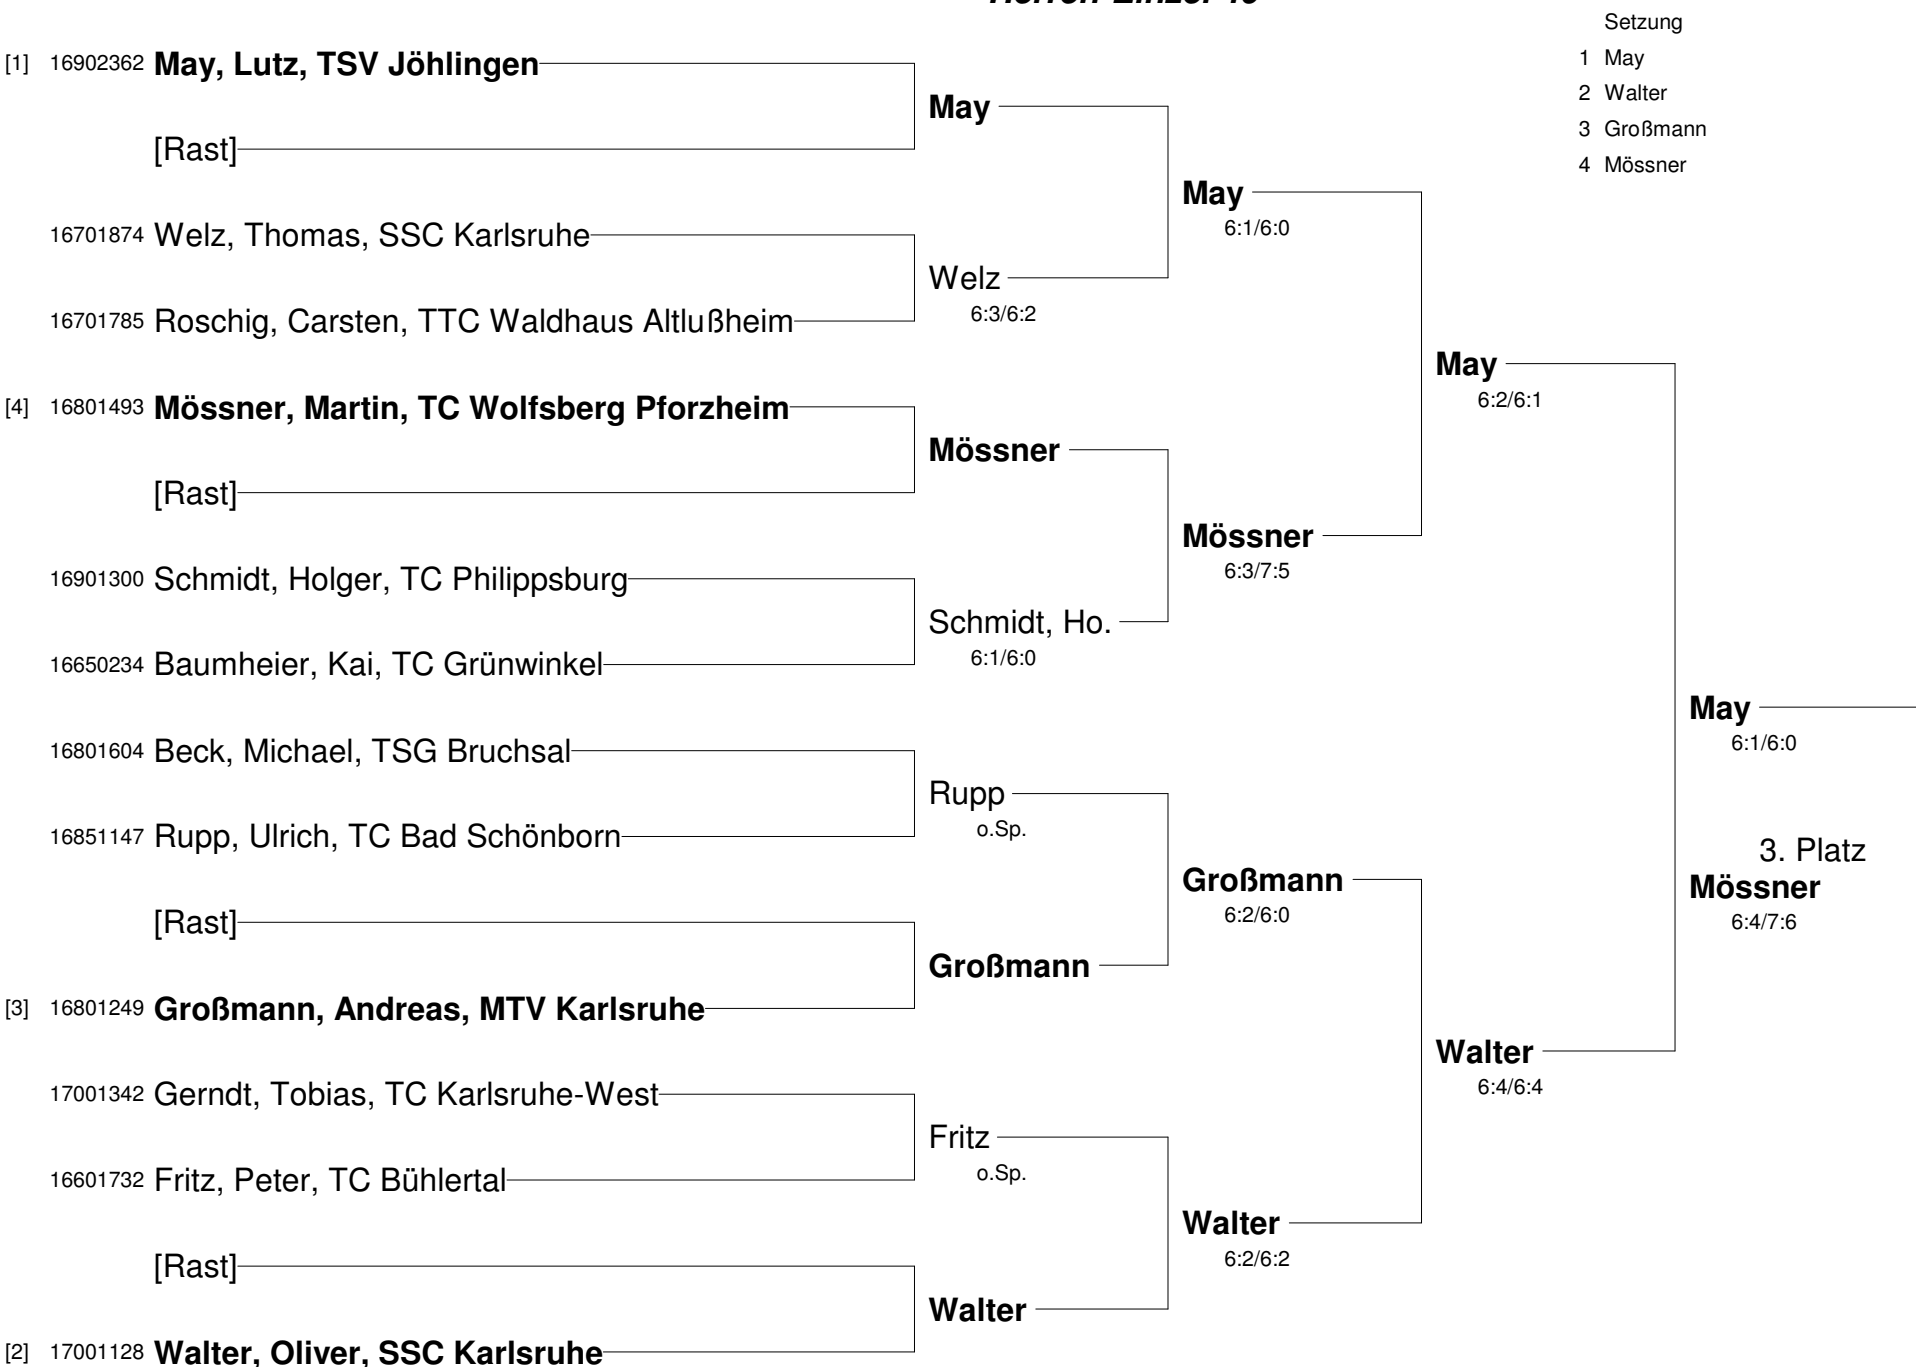 Setzung
1 May
2 Walter
3 Großmann
4 Mössner
[1] 16902362 May, Lutz, TSV Jöhlingen
May
[Rast]
May
6:1/6:0
16701874 Welz, Thomas, SSC Karlsruhe
Welz
6:3/6:2
16701785 Roschig, Carsten, TTC Waldhaus Altlußheim
May
6:2/6:1
[4] 16801493 Mössner, Martin, TC Wolfsberg Pforzheim
Mössner
[Rast]
Mössner
6:3/7:5
16901300 Schmidt, Holger, TC Philippsburg
Schmidt, Ho.
6:1/6:0
16650234 Baumheier, Kai, TC Grünwinkel
May
6:1/6:0
16801604 Beck, Michael, TSG Bruchsal
Rupp
o.Sp.
16851147 Rupp, Ulrich, TC Bad Schönborn
3. Platz
Mössner
6:4/7:6
Großmann
6:2/6:0
[Rast]
Großmann
[3] 16801249 Großmann, Andreas, MTV Karlsruhe
Walter
6:4/6:4
17001342 Gerndt, Tobias, TC Karlsruhe-West
Fritz
o.Sp.
16601732 Fritz, Peter, TC Bühlertal
Walter
6:2/6:2
[Rast]
Walter
[2] 17001128 Walter, Oliver, SSC Karlsruhe